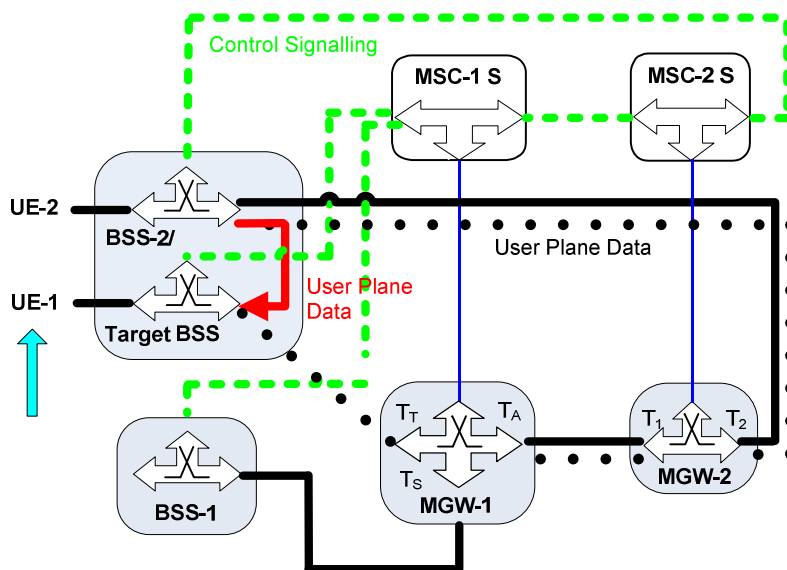 Control Signalling
MSC-1 S
MSC-2 S
UE-2
BSS-2/
User Plane Data
User Plane
Data
UE-1
Target BSS
TT
TA
T1
T2
TS
MGW-1
MGW-2
BSS-1